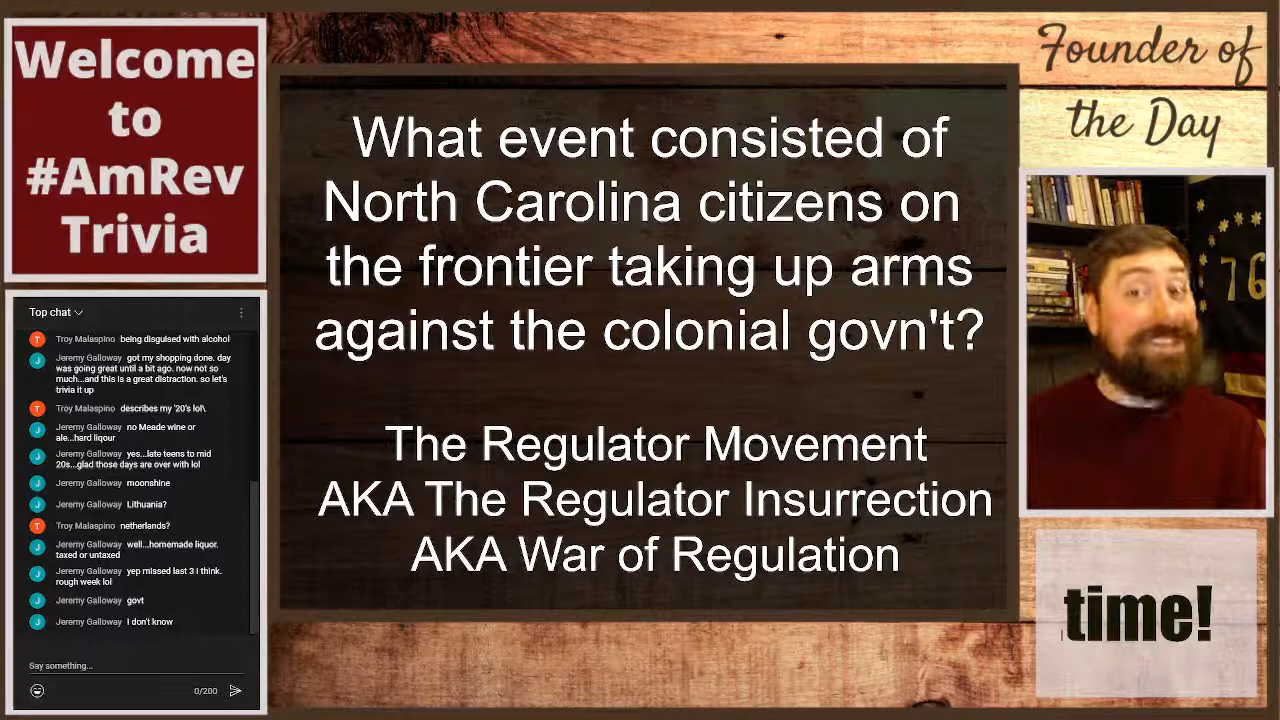 Welcome
to
#AmRev
Trivia
Top chat
Troy Malaspino being disguised with alcohol
Jeremy Galloway got my shopping done. day
was going great until a bit ago. now not so
much...and this is a great distraction. so let's
trivia it up
Troy Malaspino describes my '20's lol\
Jeremy Galloway no Meade wine or
ale...hard liqour
Jeremy Galloway yes...late teens to mid
20s...glad those days are over with lol
Jeremy Galloway moonshine
Jeremy Galloway Lithuania?
Troy Malaspino netherlands?
Jeremy Galloway well...homemade liquor.
taxed or untaxed
Jeremy Galloway yep missed last 3 I think.
rough week lol
Jeremy Galloway govt
Jeremy Galloway I don't know
Say something...
0/200
What event consisted of
North Carolina citizens on
the frontier taking up arms
against the colonial govn't?
The Regulator Movement
AKA The Regulator Insurrection
AKA War of Regulation
Founder of
the Day
76
time!